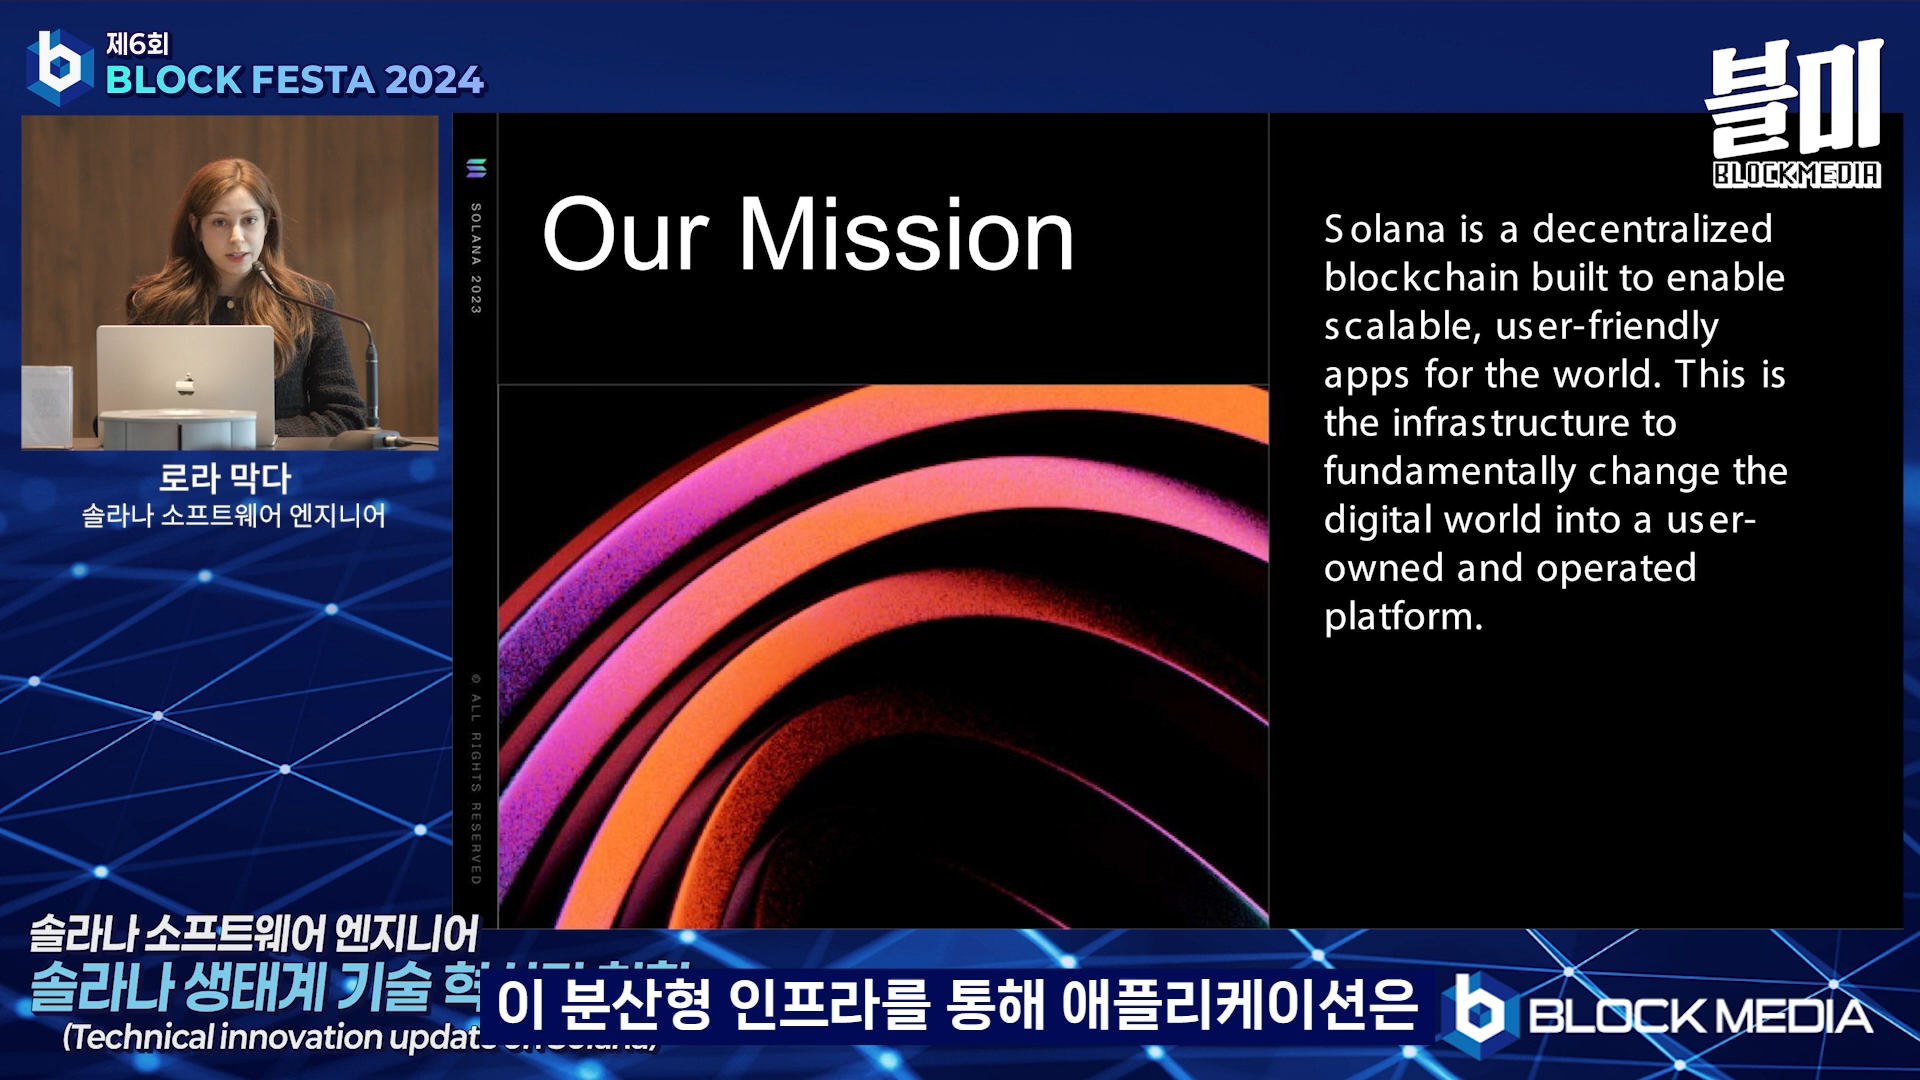 제6회
BLOCK FESTA 2024
블미
BLOCKMEDIA
로라 막다
솔라나 소프트웨어 엔지니어
SOLANA 2023
© ALL RIGHTS RESERVED
Our Mission
Solana is a decentralized
blockchain built to enable
scalable, user-friendly
apps for the world. This is
the infrastructure to
fundamentally change the
digital world into a user-
owned and operated
platform.
솔라나 소프트웨어 엔지니어
솔라나 생태계 기술
(Technical innovation update on Solana)
이 분산형 인프라를 통해 애플리케이션은
BLOCK MEDIA